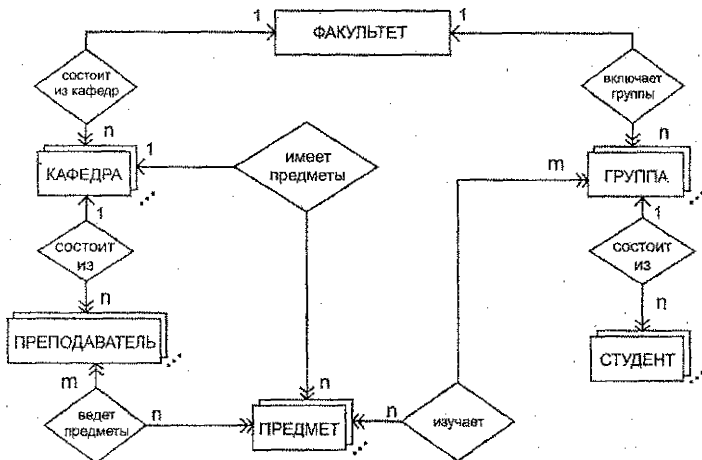 1
ФАКУЛЬТЕТ
1
состоит
из кафедр
включает
группы
n
n
1
КАФЕДРА
имеет
предметы
m
ГРУППА
1
1
состоит
из
состоит
из
n
n
ПРЕПОДАВАТЕЛЬ
СТУДЕНТ
m
n
ведет
предметы
n
ПРЕДМЕТ
n
изучает